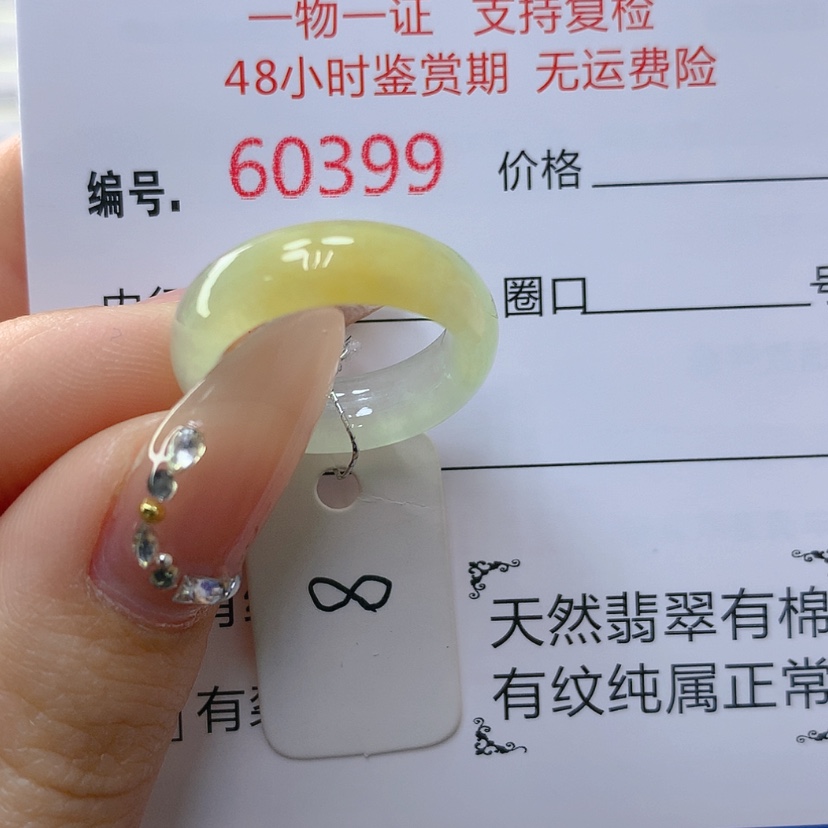 一物一证 支持复检
48小时鉴赏期 无运费险
编号. 60399 价格
圈口 号
∞
天然翡翠有棉
有 有纹纯属正常